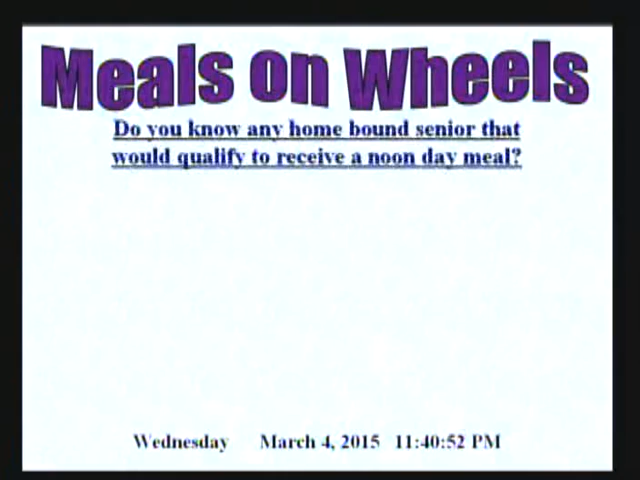 Meals on Wheels
Do you know any home bound senior that
would qualify to receive a noon day meal?
Wednesday March 4, 2015 11:40:52 PM